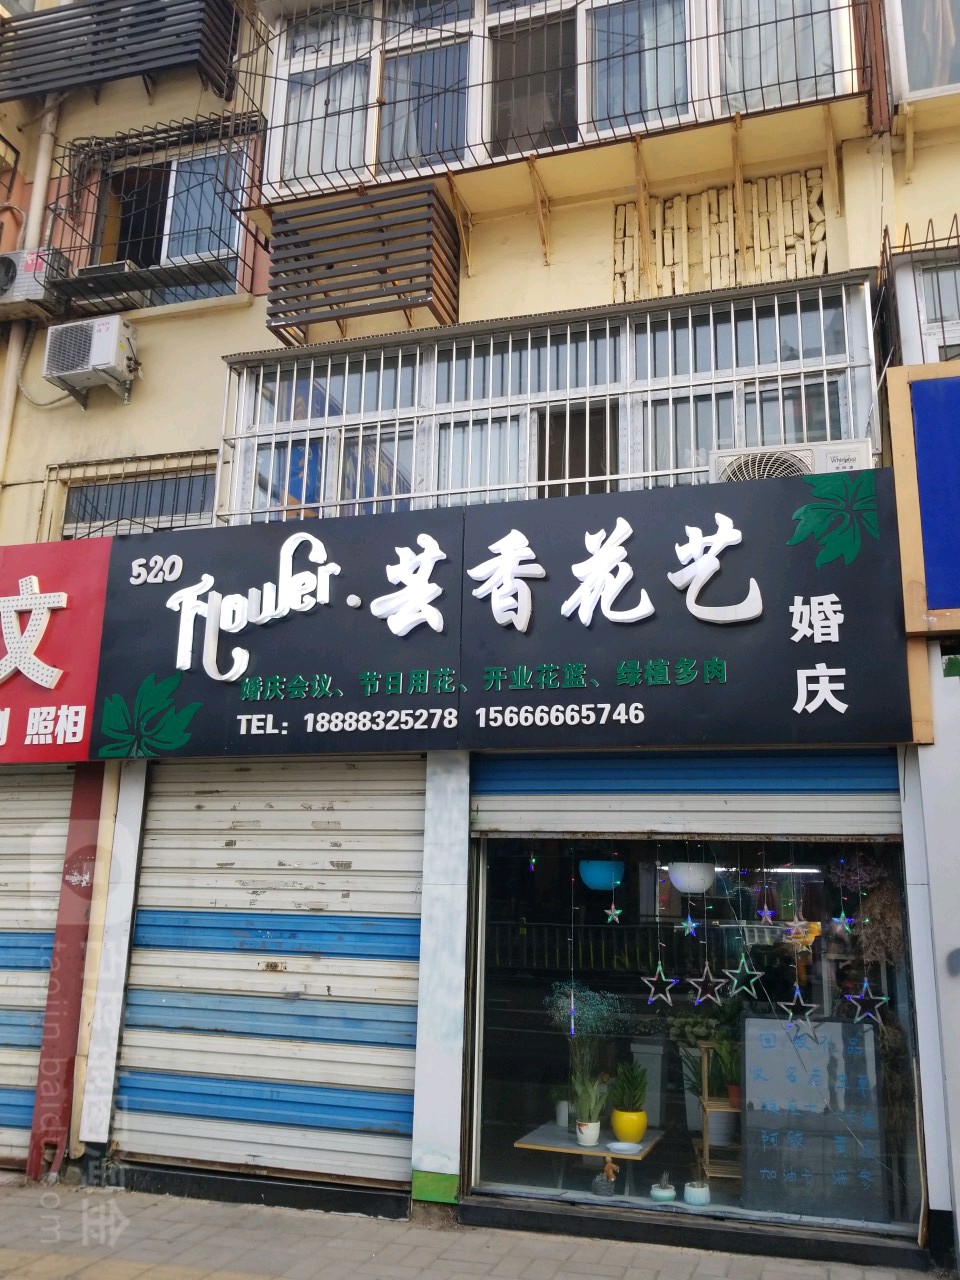 520 Flower·芸香花艺
婚庆
婚庆会议、节日用花、开业花篮、绿植多肉
TEL: 18888325278 15666665746
文
照相
Whirlpool